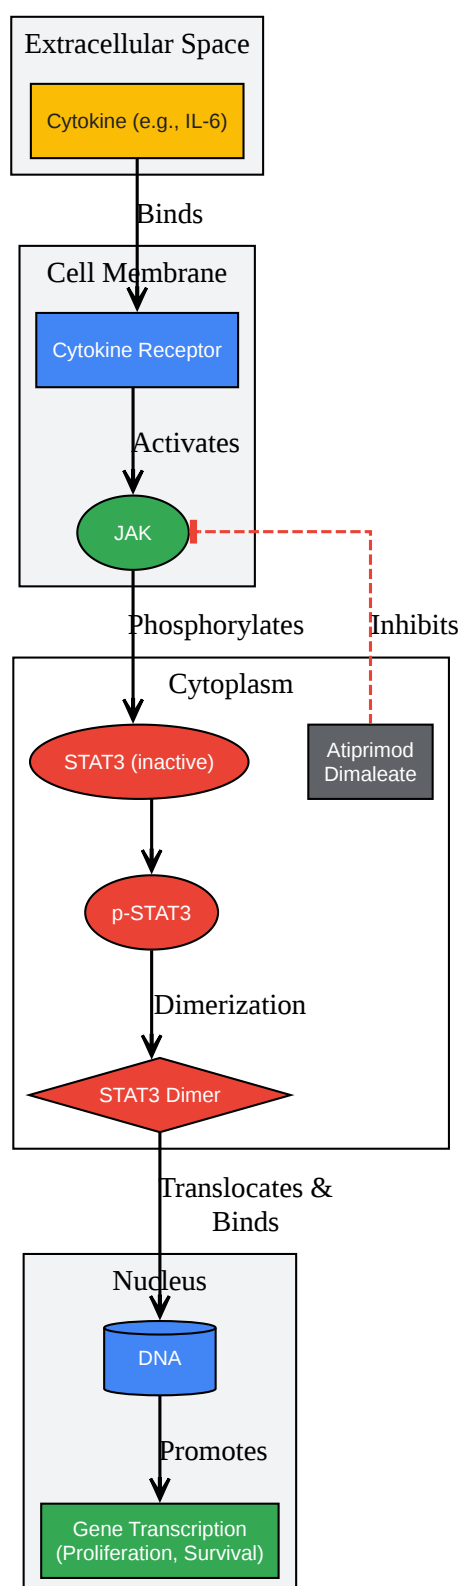 Extracellular Space
Cytokine (e.g., IL-6)
Binds
Cell Membrane
Cytokine Receptor
Activates
JAK
Phosphorylates
Inhibits
Cytoplasm
STAT3 (inactive)
Atiprimod
Dimaleate
p-STAT3
Dimerization
STAT3 Dimer
Translocates &
Binds
Nucleus
DNA
Promotes
Gene Transcription
(Proliferation, Survival)